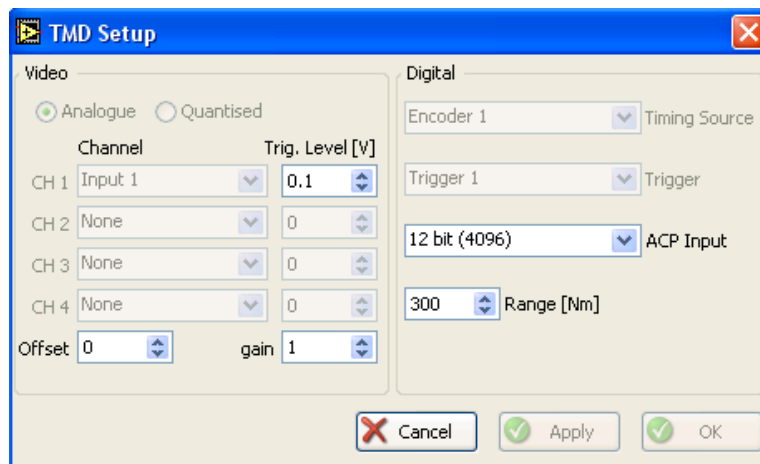 TMD Setup
Video
Analogue Quantised
Channel Trig. Level [V]
CH 1 Input 1 0.1
CH 2 None 0
CH 3 None 0
CH 4 None 0
Offset 0 gain 1
Digital
Encoder 1 Timing Source
Trigger 1 Trigger
12 bit (4096) ACP Input
300 Range [Nm]
Cancel Apply OK